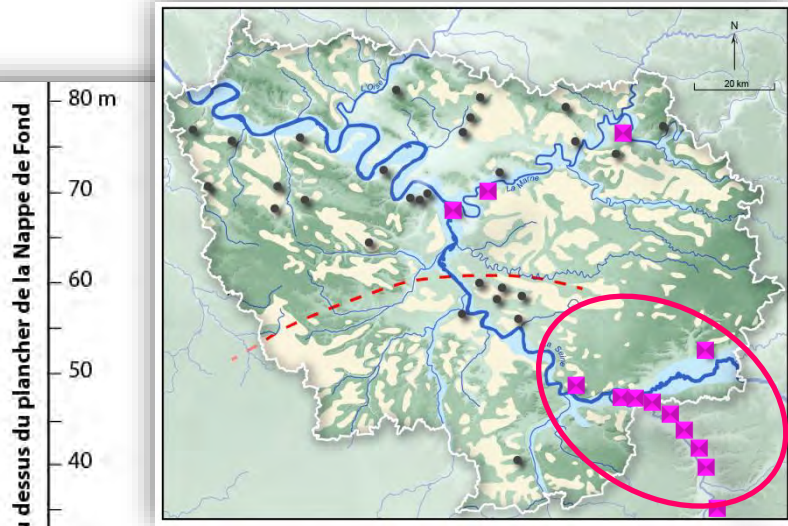 u dessus du plancher de la Nappe de Fond
80 m
70
60
50
40
N
20 km
L'Oise
La Marne
Seine